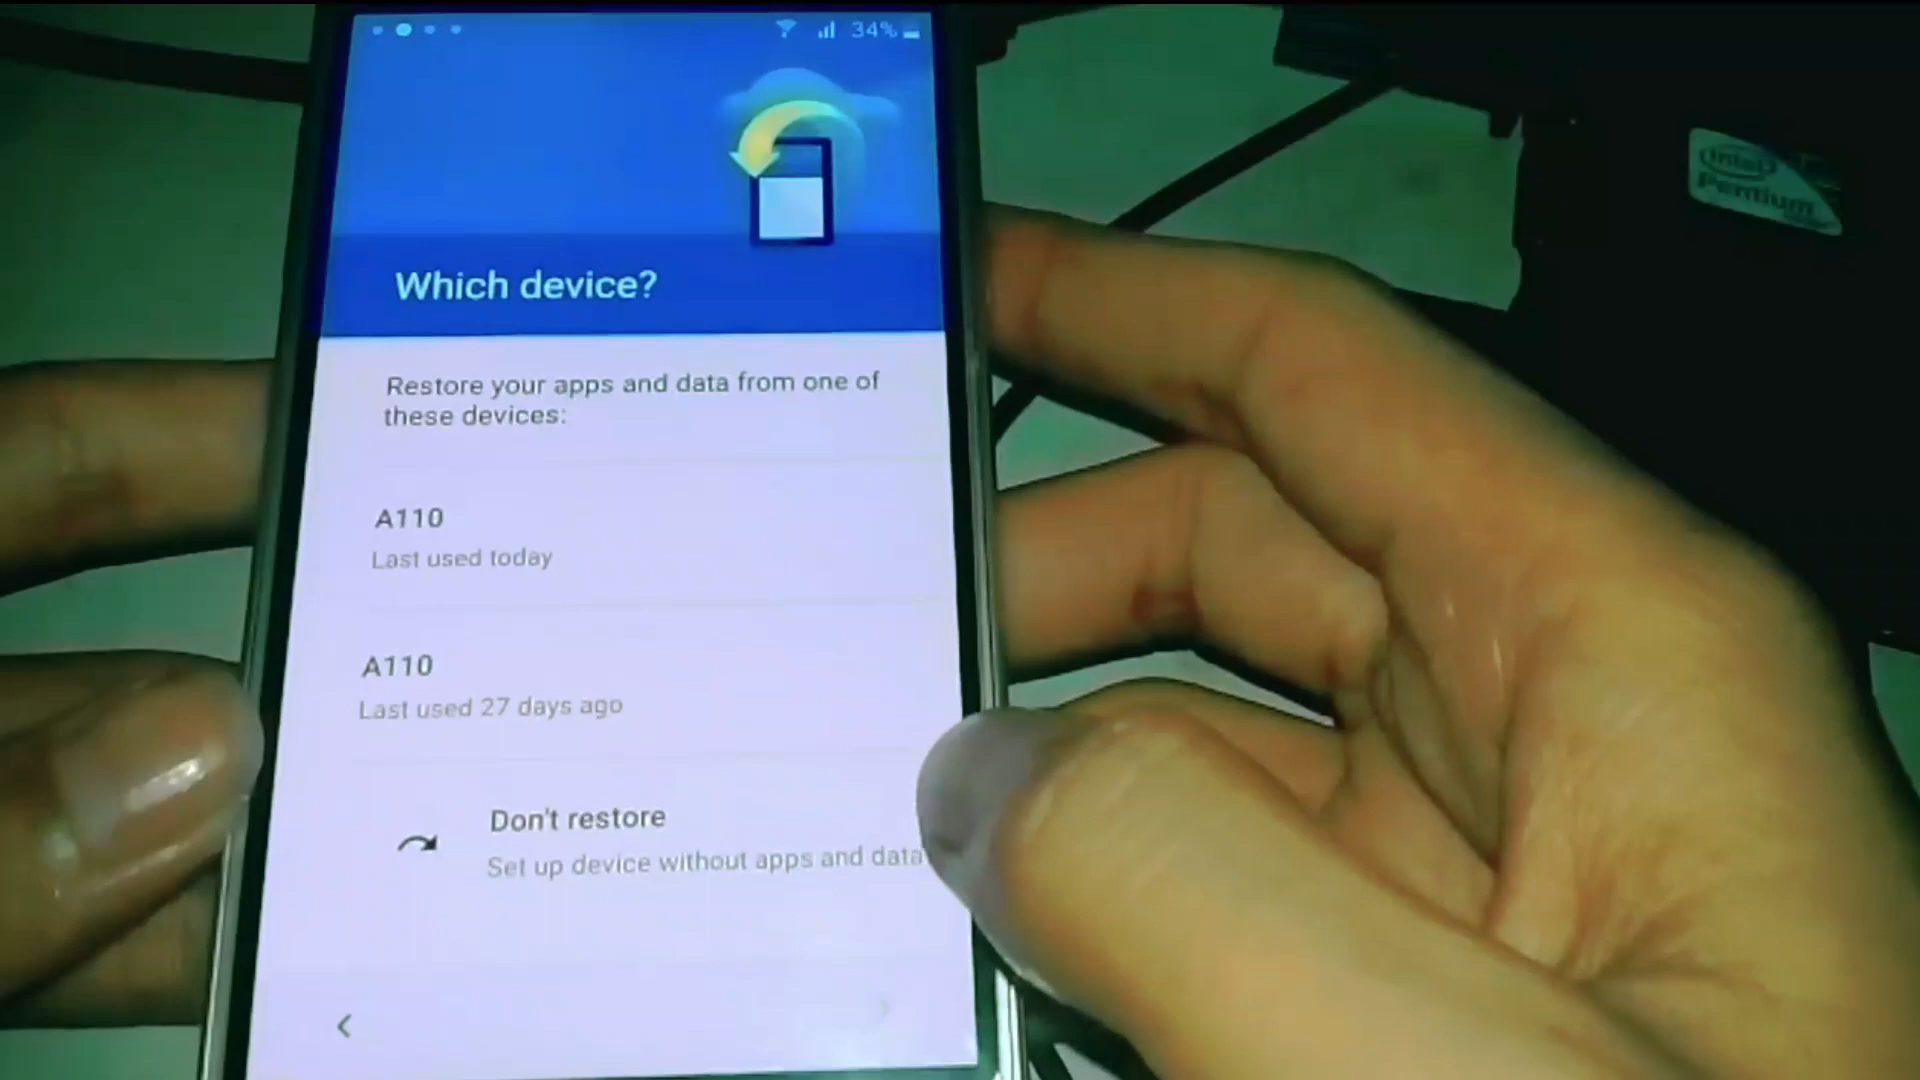 34%
Which device?
Restore your apps and data from one of
these devices:
A110
Last used today
A110
Last used 27 days ago
Don't restore
Set up device without apps and data
intel
Pentium